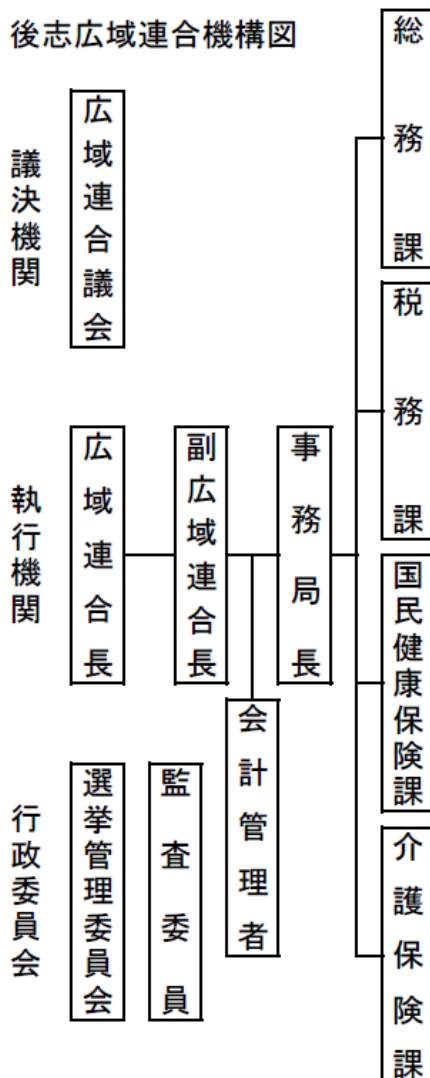 後志広域連合機構図
議決機関
広域連合議会
執行機関
広域連合長
副広域連合長
事務局長
会計管理者
行政委員会
選挙管理委員会
監査委員
総務課
税務課
国民健康保険課
介護保険課